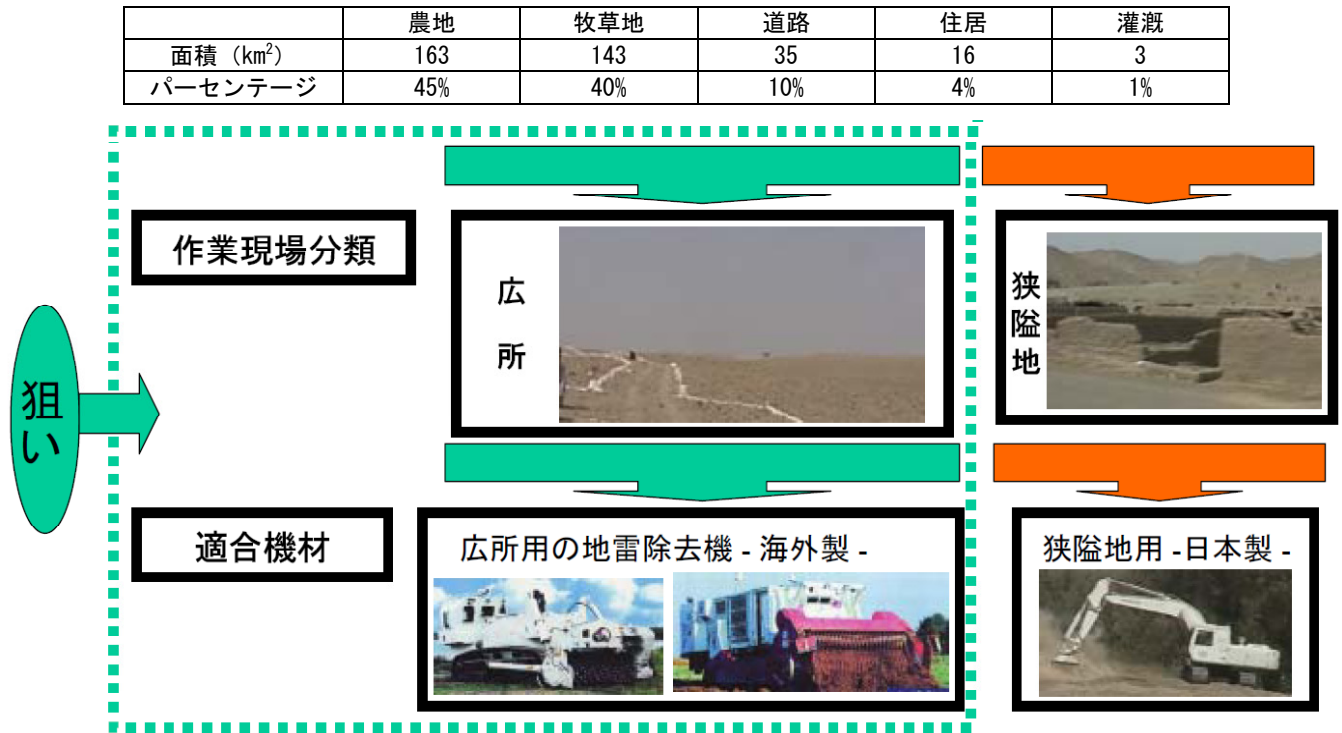 農地 牧草地 道路 住居 灌漑
面積（km²） 163 143 35 16 3
パーセンテージ 45% 40% 10% 4% 1%
作業現場分類
広所
狭隘地
狙い
適合機材
広所用の地雷除去機 - 海外製 -
狭隘地用 -日本製 -